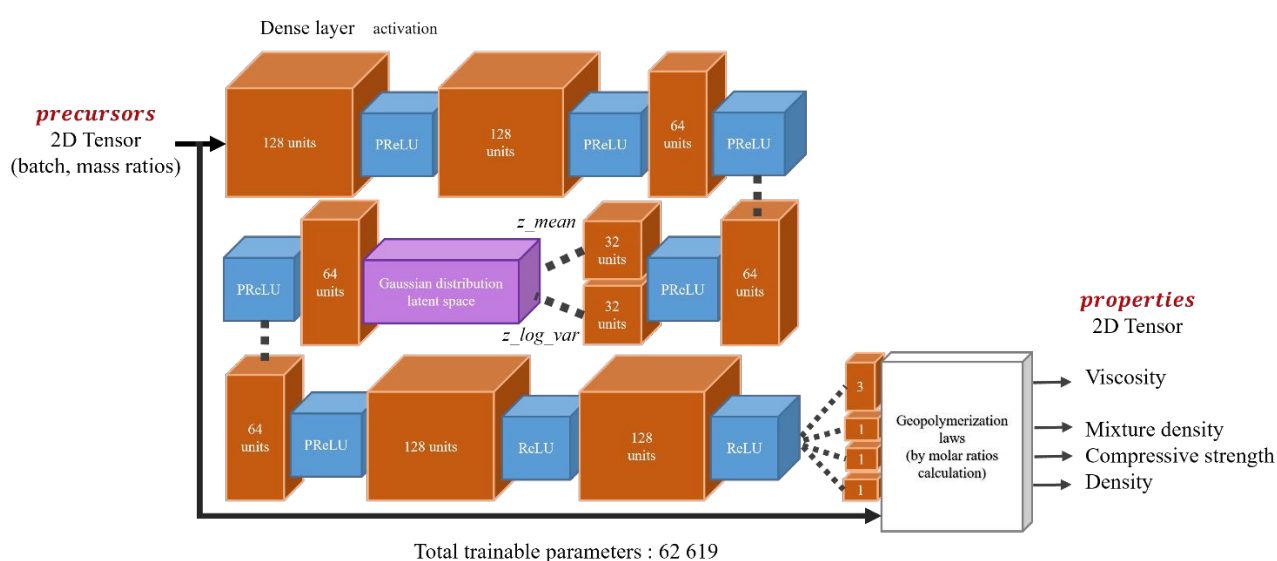 Dense layer activation
precursors
2D Tensor
(batch, mass ratios)
128 units
PReLU
128
units
PReLU
64
units
PReLU
PReLU
64
units
Gaussian distribution
latent space
z_mean
z_log_var
32
units
32
units
PReLU
64
units
64
units
PReLU
128
units
ReLU
128
units
ReLU
3
1
1
1
Geopolymerization
laws
(by molar ratios
calculation)
properties
2D Tensor
Viscosity
Mixture density
Compressive strength
Density
Total trainable parameters : 62 619